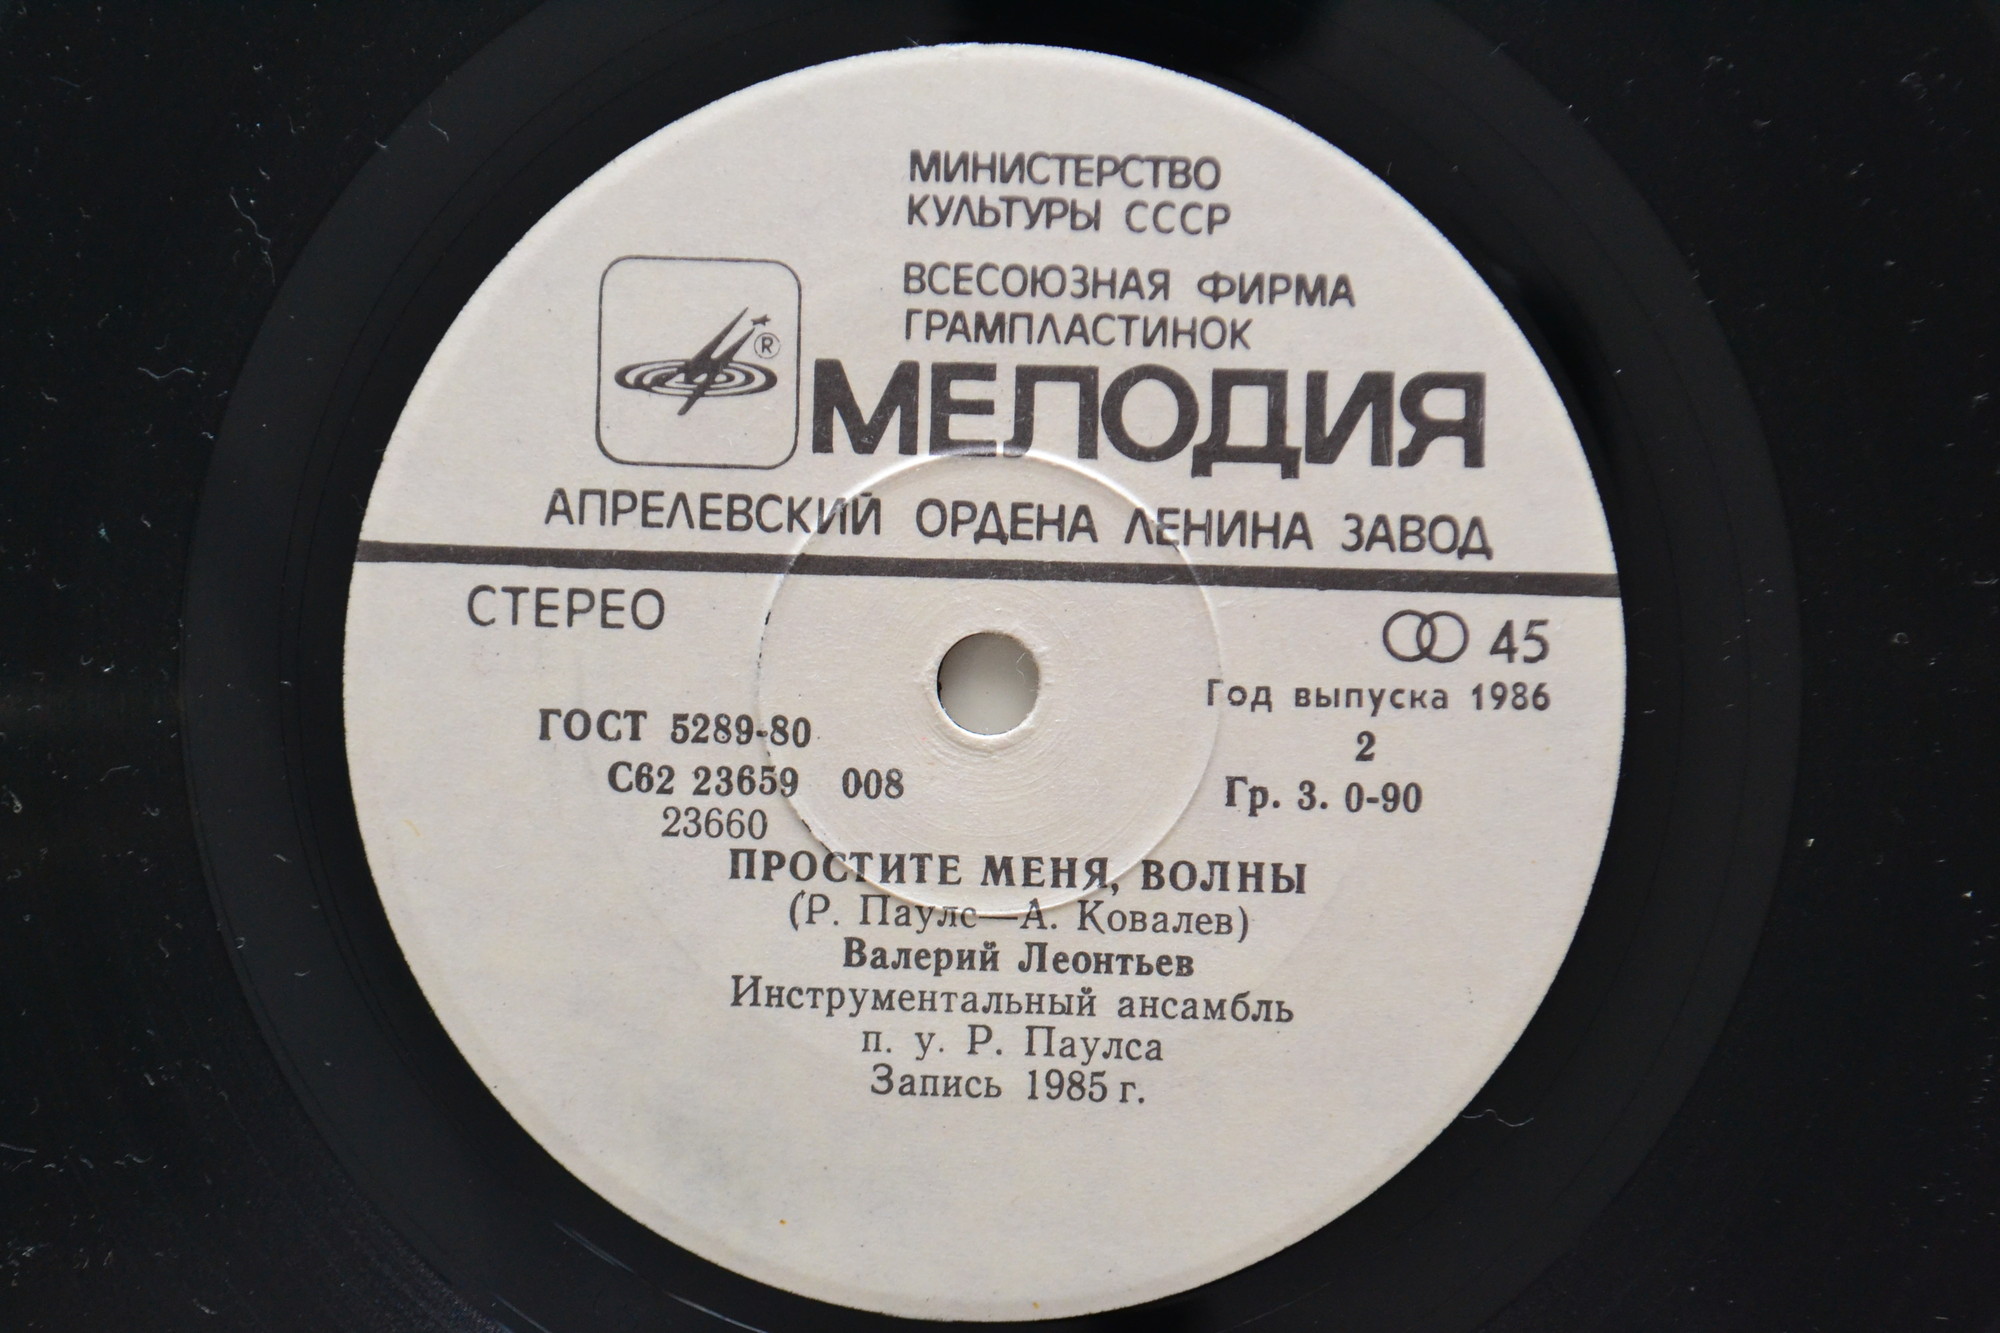 МИНИСТЕРСТВО
КУЛЬТУРЫ СССР
ВСЕСОЮЗНАЯ ФИРМА
ГРАМПЛАСТИНОК
®
МЕЛОДИЯ
АПРЕЛЕВСКИЙ ОРДЕНА ЛЕНИНА ЗАВОД
СТЕРЕО
45
Год выпуска 1986
ГОСТ 5289-80
2
С62 23659 008
Гр. 3. 0-90
23660
ПРОСТИТЕ МЕНЯ, ВОЛНЫ
(Р. Паулс—А. Ковалев)
Валерий Леонтьев
Инструментальный ансамбль
п. у. Р. Паулса
Запись 1985 г.